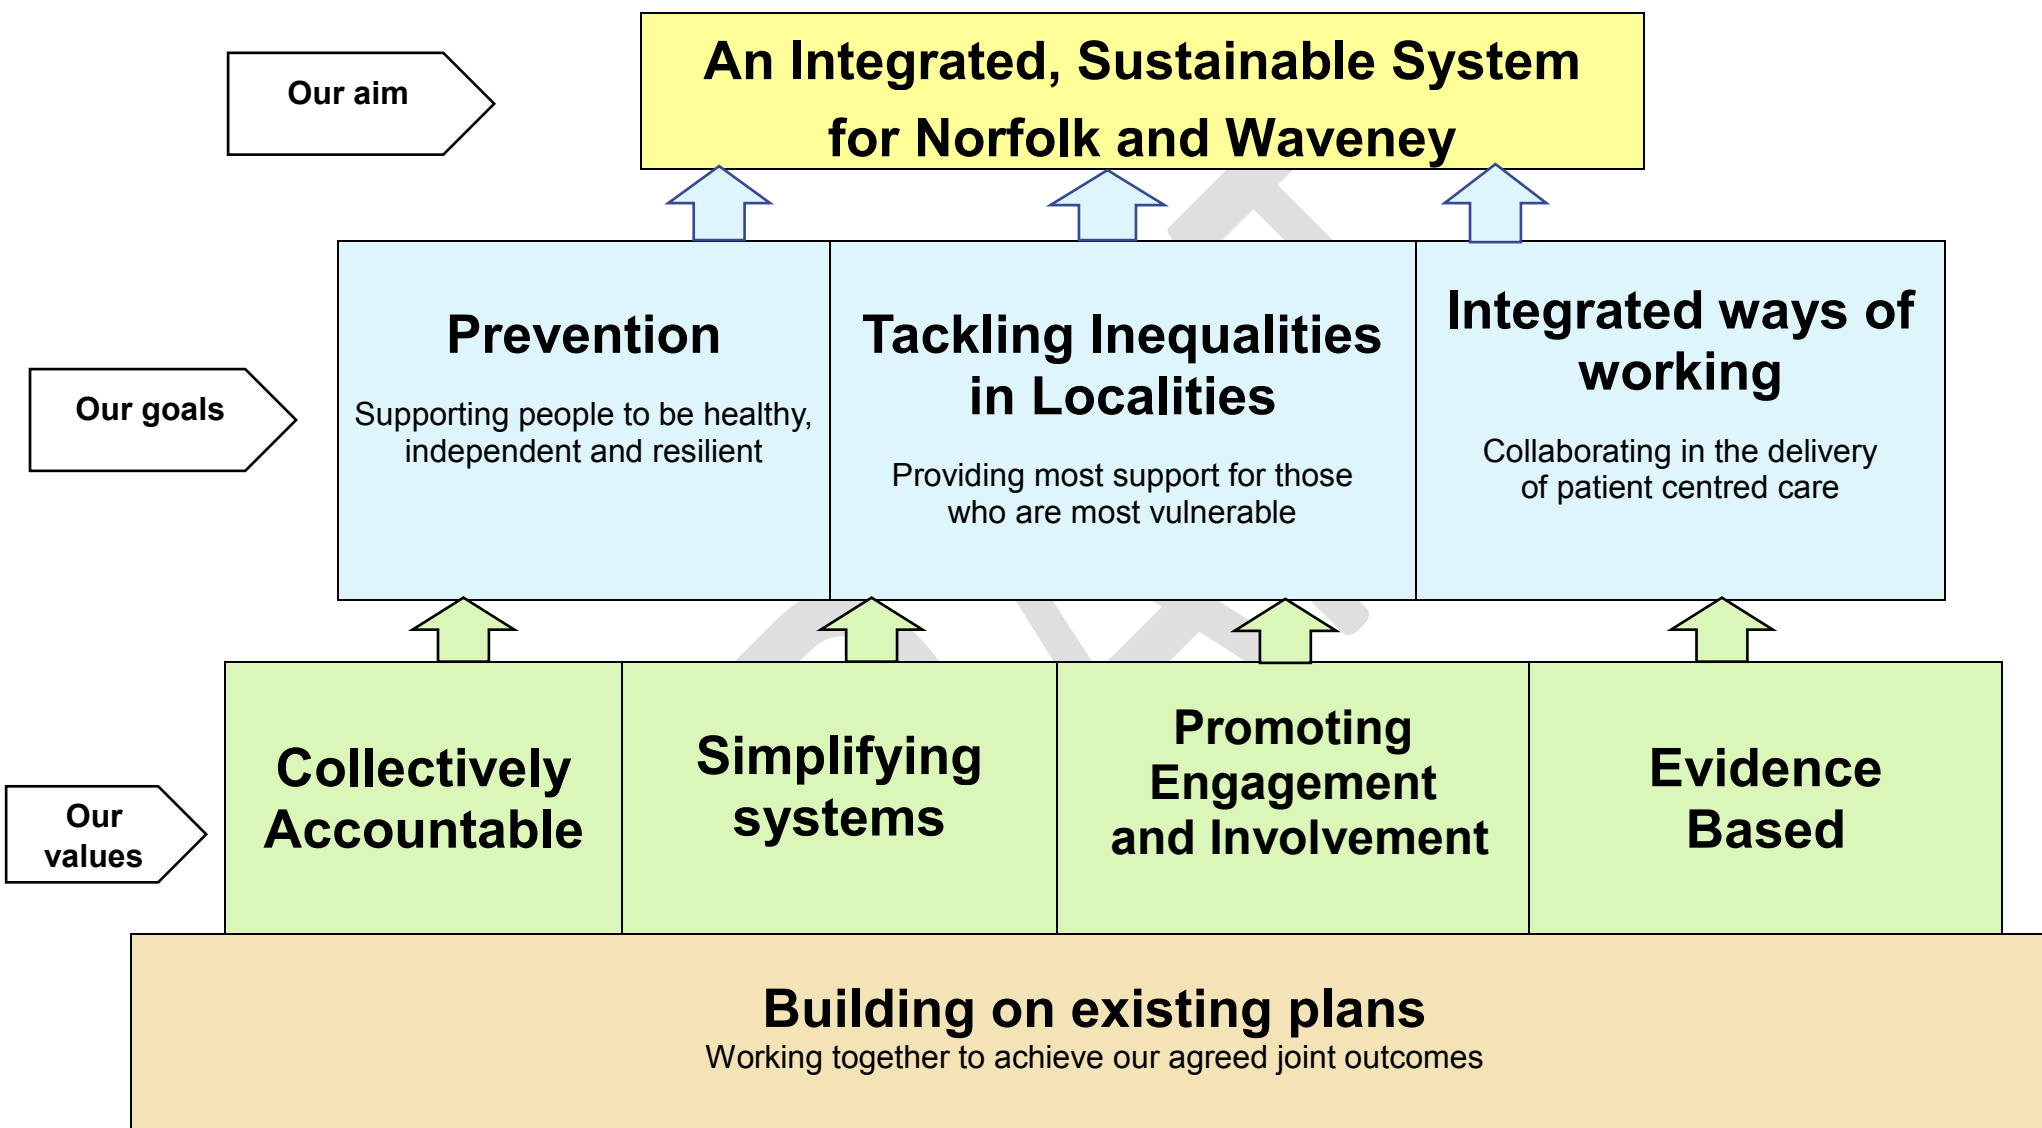 Our aim
An Integrated, Sustainable System
for Norfolk and Waveney
Our goals
Prevention
Supporting people to be healthy,
independent and resilient
Tackling Inequalities
in Localities
Providing most support for those
who are most vulnerable
Integrated ways of
working
Collaborating in the delivery
of patient centred care
Our
values
Collectively
Accountable
Simplifying
systems
Promoting
Engagement
and Involvement
Evidence
Based
Building on existing plans
Working together to achieve our agreed joint outcomes